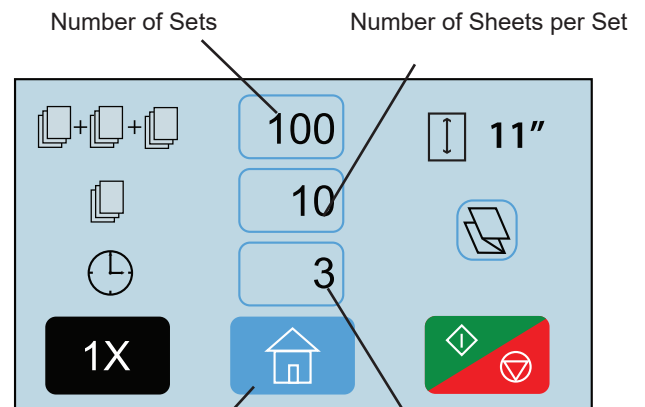 Number of Sets
Number of Sheets per Set
100
11″
10
3
1X